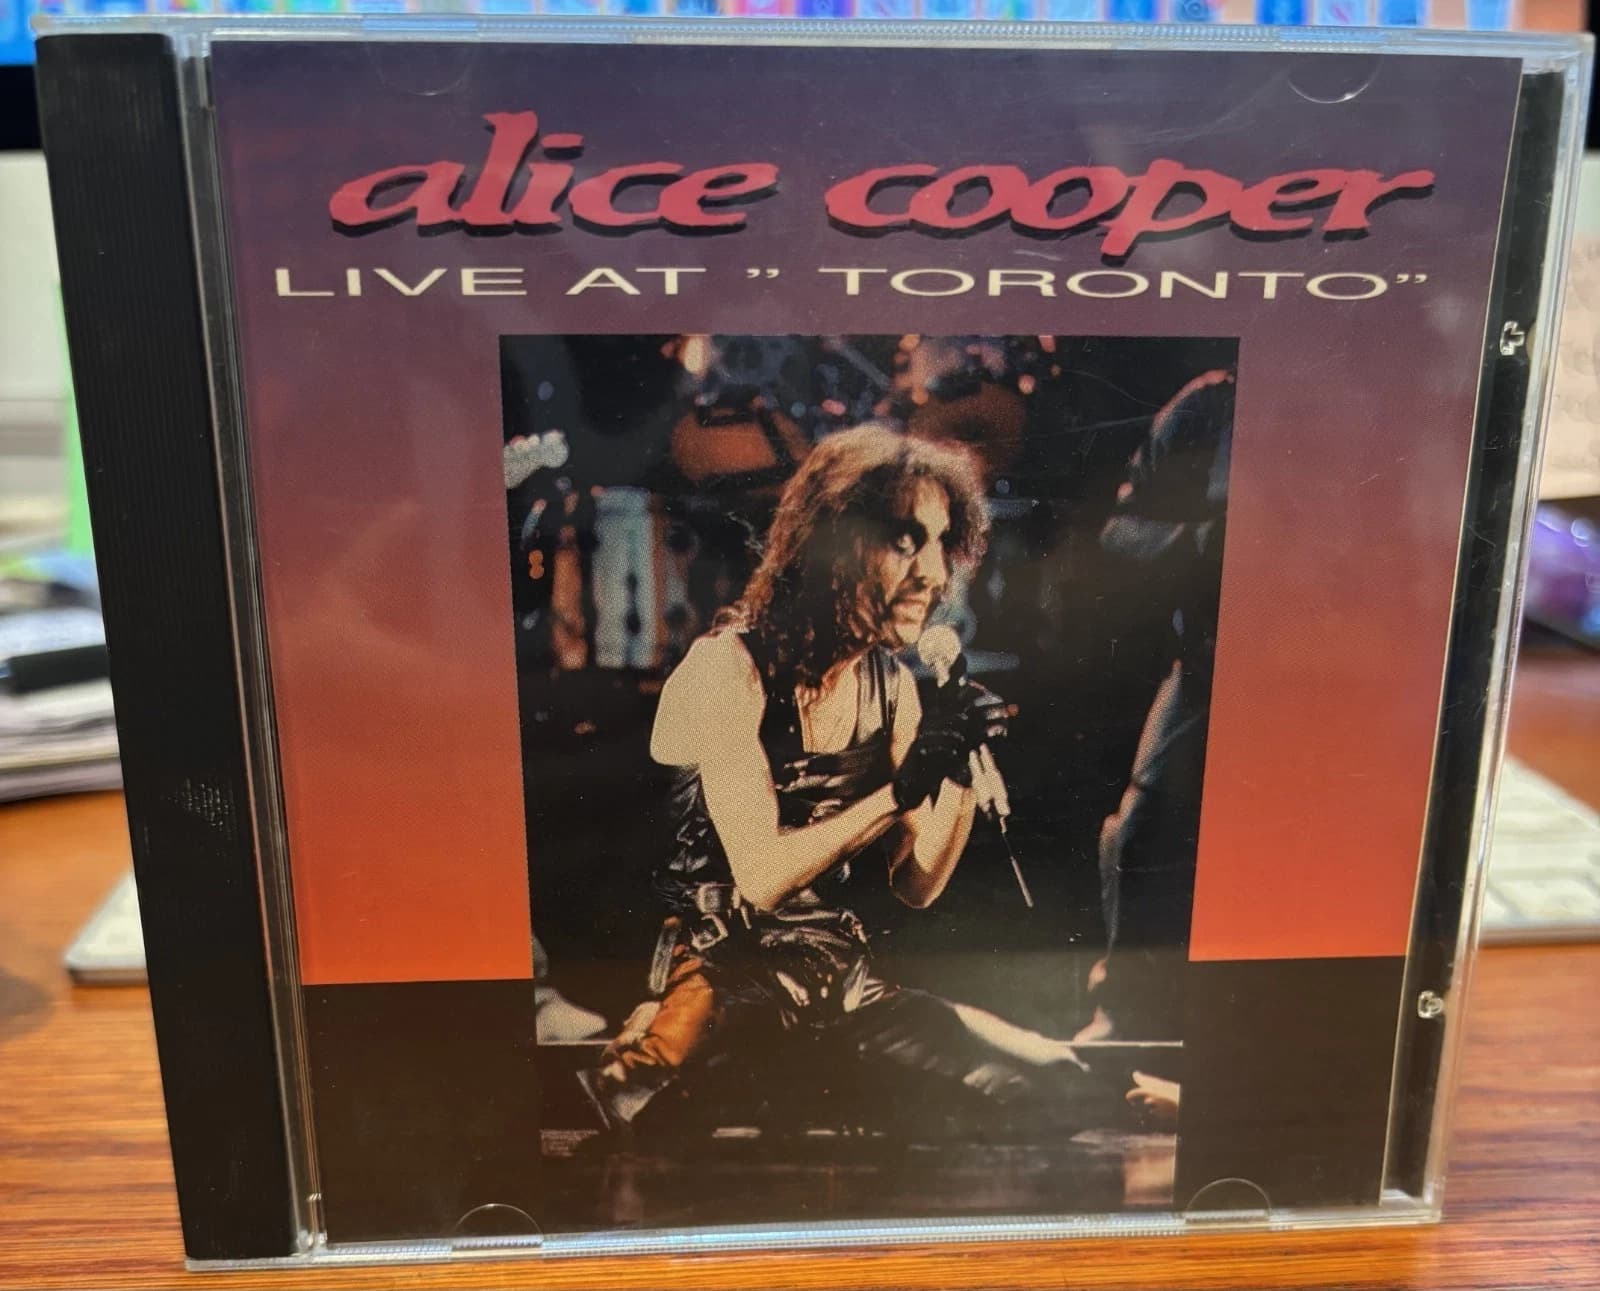 alice cooper
LIVE AT ” TORONTO”